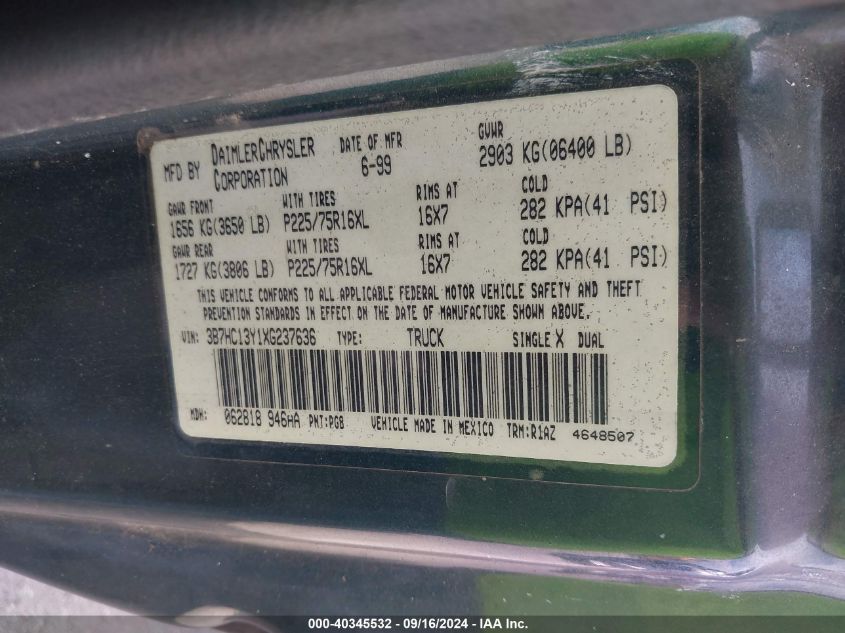 MFD BY DAIMLERCHRYSLER CORPORATION DATE OF MFR 6-99 GVWR 2903 KG(06400 LB)
GAWR FRONT WITH TIRES RIMS AT COLD
1656 KG(3650 LB) P225/75R16XL 16X7 282 KPA(41 PSI)
GAWR REAR WITH TIRES RIMS AT COLD
1727 KG(3806 LB) P225/75R16XL 16X7 282 KPA(41 PSI)
THIS VEHICLE CONFORMS TO ALL APPLICABLE FEDERAL MOTOR VEHICLE SAFETY AND THEFT
PREVENTION STANDARDS IN EFFECT ON THE DATE OF MANUFACTURE SHOWN ABOVE.
VIN: 3B7HC13Y1XG237636 TYPE: TRUCK SINGLE X DUAL
MDH: 062818 946AA PNT:PGB VEHICLE MADE IN MEXICO TRM:R1AZ 4648507
000-40345532 - 09/16/2024 - IAA Inc.